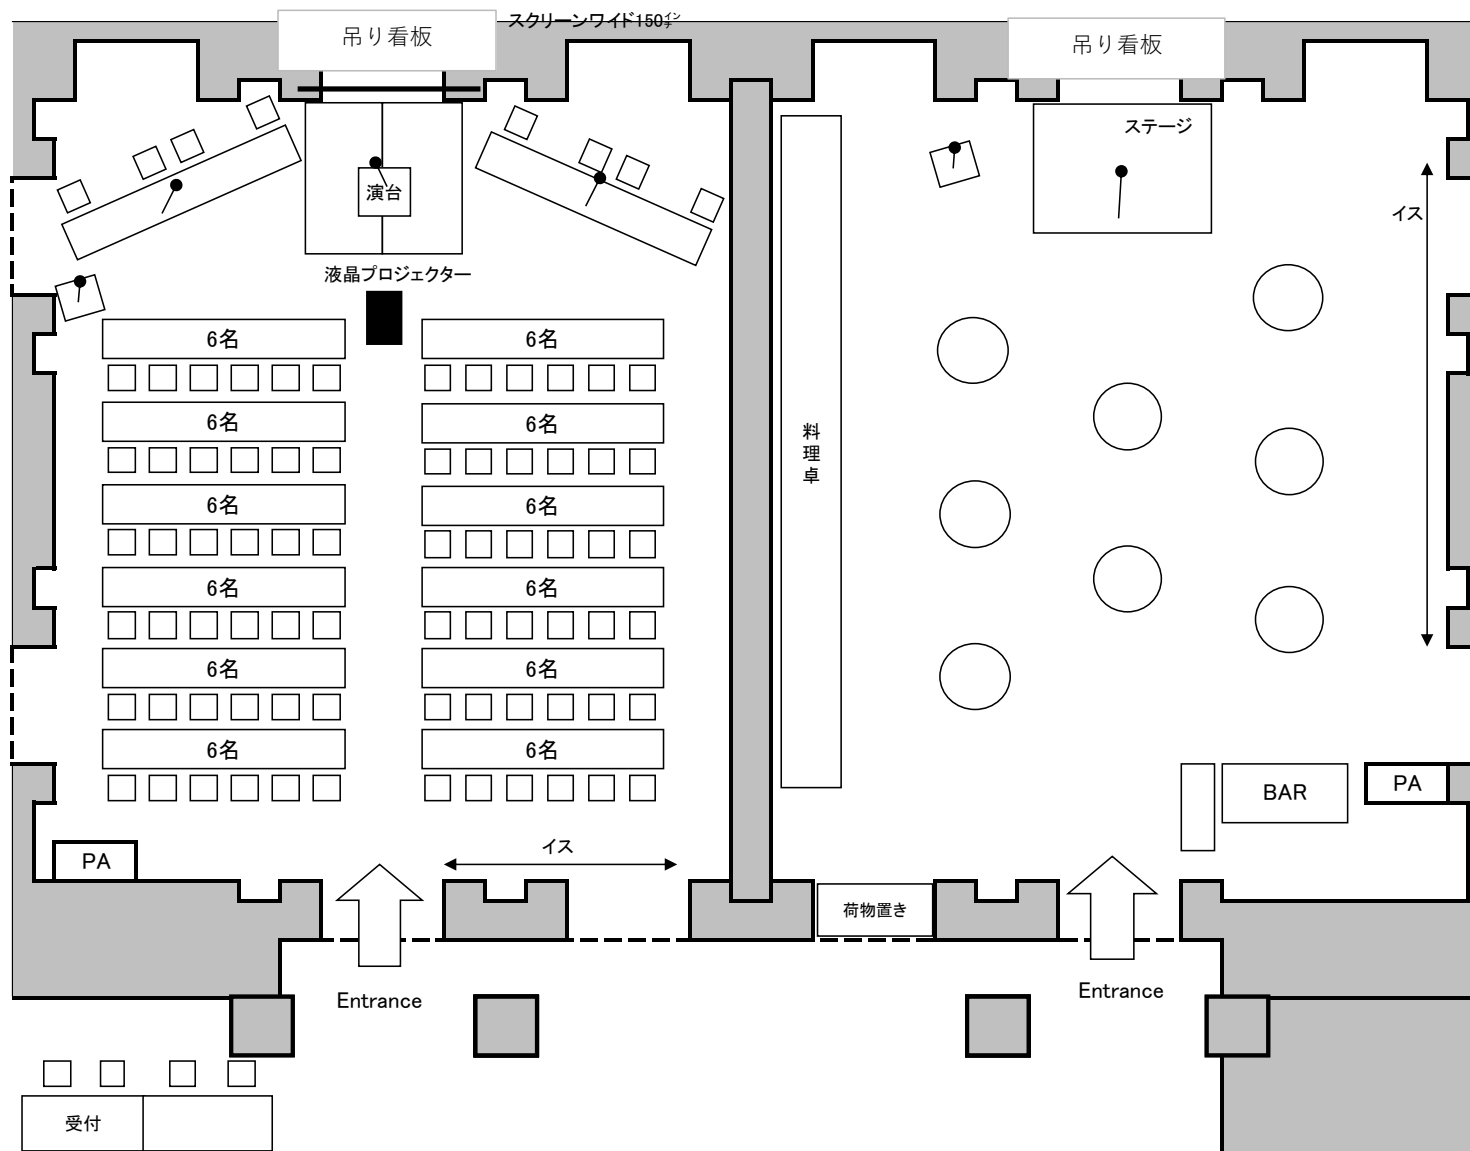 吊り看板
スクリーンワイド150インチ
吊り看板
演台
液晶プロジェクター
ステージ
イス
6名
6名
6名
6名
6名
6名
6名
6名
6名
6名
6名
6名
料理卓
PA
イス
BAR
PA
荷物置き
Entrance
Entrance
受付